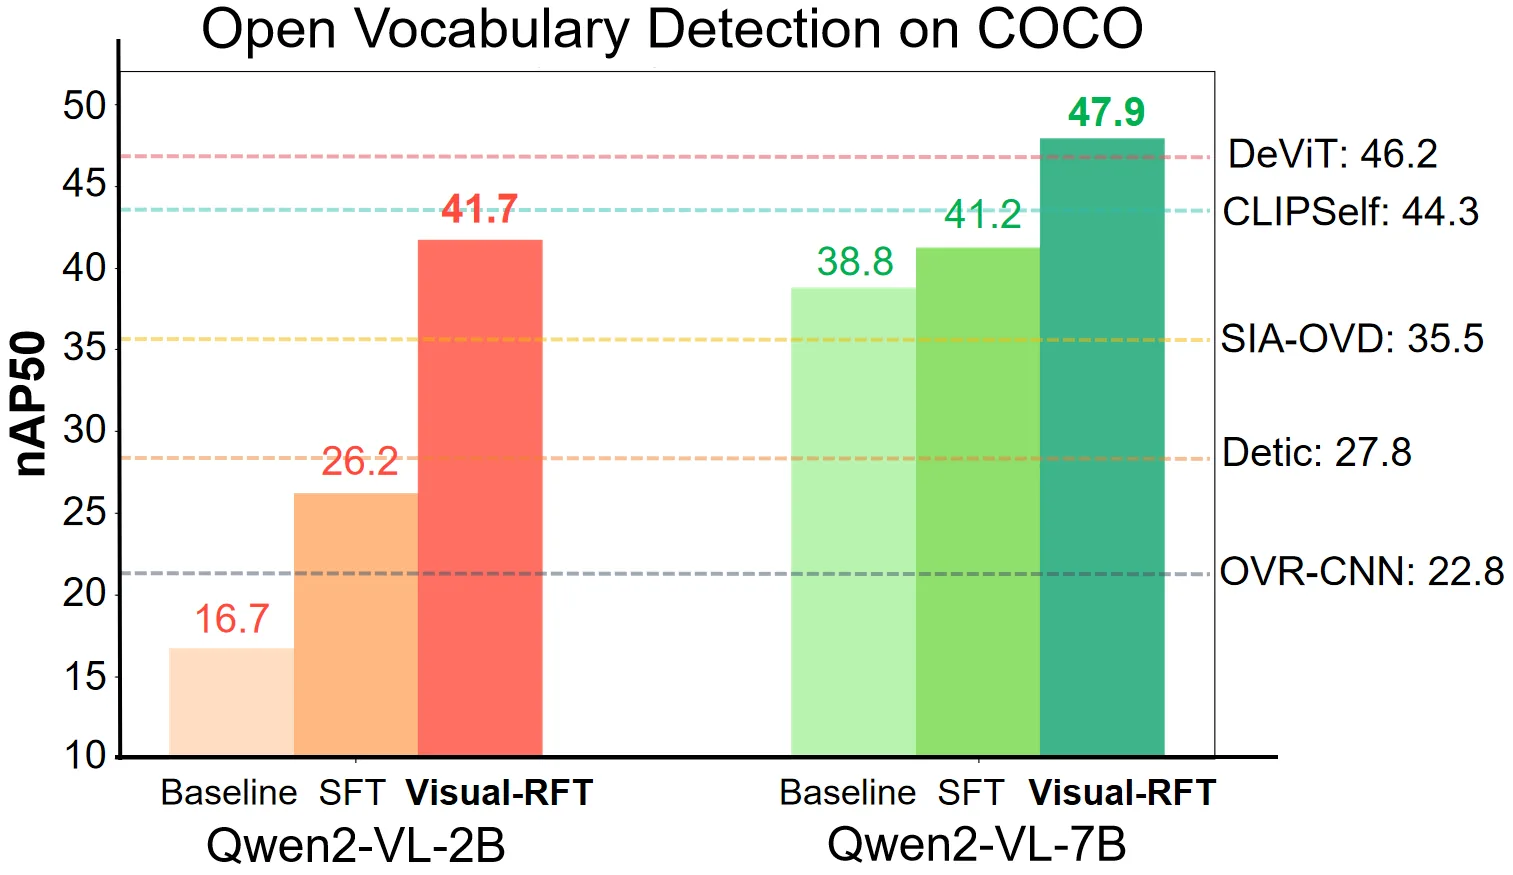 Open Vocabulary Detection on COCO
nAP50
50
45
40
35
30
25
20
15
10
16.7
26.2
41.7
38.8
41.2
47.9
DeViT: 46.2
CLIPSelf: 44.3
SIA-OVD: 35.5
Detic: 27.8
OVR-CNN: 22.8
Baseline SFT Visual-RFT
Qwen2-VL-2B
Baseline SFT Visual-RFT
Qwen2-VL-7B